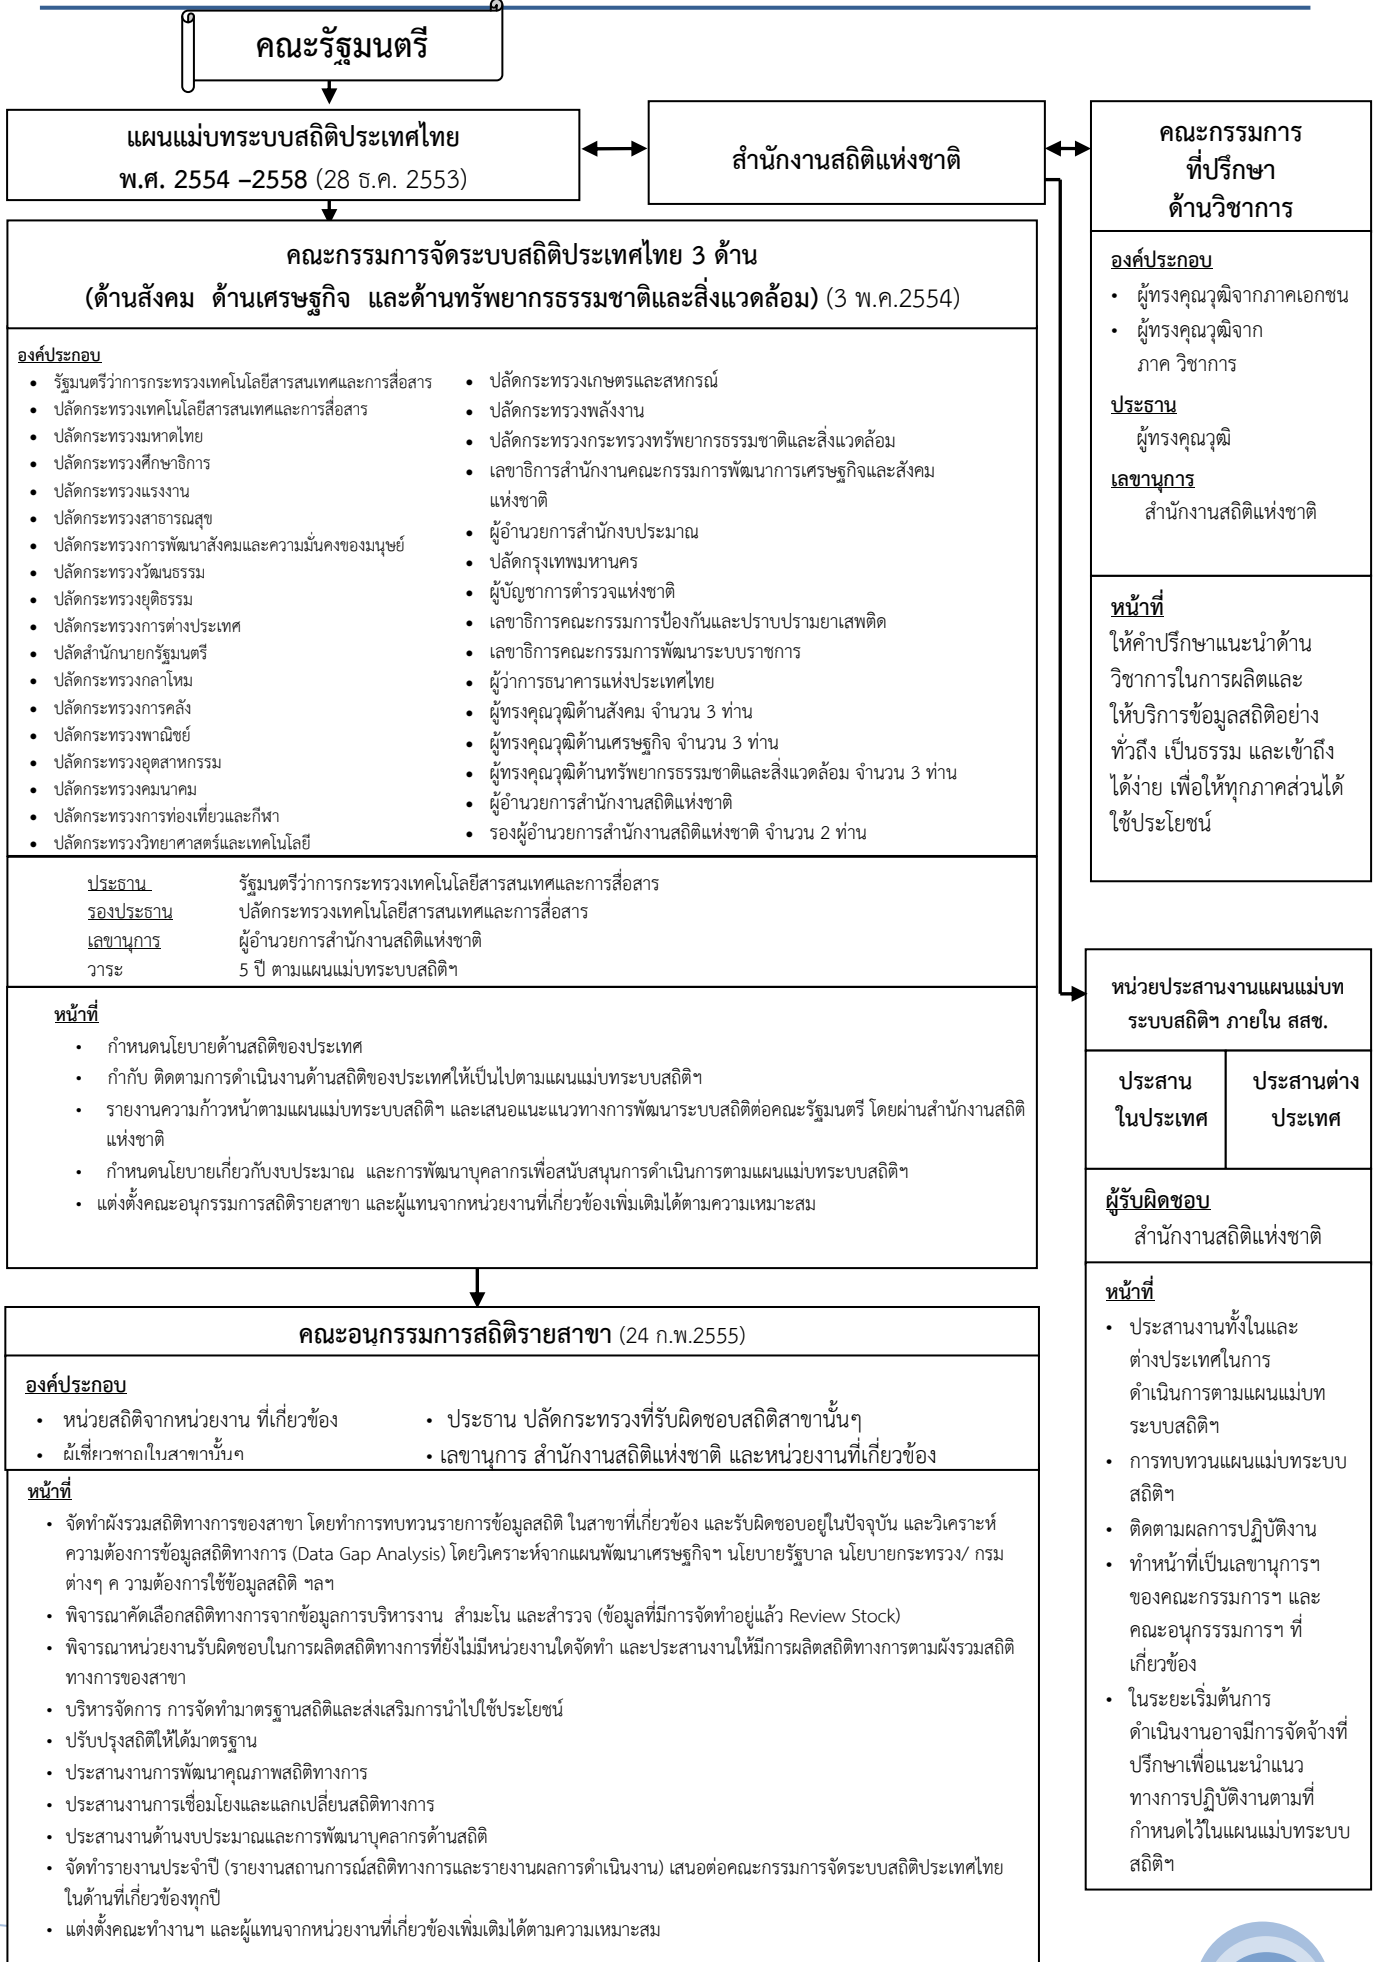 คณะรัฐมนตรี
แผนแม่บทระบบสถิติประเทศไทย
พ.ศ. 2554 –2558 (28 ธ.ค. 2553)
สำนักงานสถิติแห่งชาติ
คณะกรรมการ
ที่ปรึกษา
ด้านวิชาการ
องค์ประกอบ
• ผู้ทรงคุณวุฒิจากภาคเอกชน
• ผู้ทรงคุณวุฒิจาก
ภาค วิชาการ
ประธาน
ผู้ทรงคุณวุฒิ
เลขานุการ
สำนักงานสถิติแห่งชาติ
หน้าที่
ให้คำปรึกษาแนะนำด้าน
วิชาการในการผลิตและ
ให้บริการข้อมูลสถิติอย่าง
ทั่วถึง เป็นธรรม และเข้าถึง
ได้ง่าย เพื่อให้ทุกภาคส่วนได้
ใช้ประโยชน์
คณะกรรมการจัดระบบสถิติประเทศไทย 3 ด้าน
(ด้านสังคม ด้านเศรษฐกิจ และด้านทรัพยากรธรรมชาติและสิ่งแวดล้อม) (3 พ.ค.2554)
องค์ประกอบ
• รัฐมนตรีว่าการกระทรวงเทคโนโลยีสารสนเทศและการสื่อสาร
• ปลัดกระทรวงเทคโนโลยีสารสนเทศและการสื่อสาร
• ปลัดกระทรวงมหาดไทย
• ปลัดกระทรวงศึกษาธิการ
• ปลัดกระทรวงแรงงาน
• ปลัดกระทรวงสาธารณสุข
• ปลัดกระทรวงการพัฒนาสังคมและความมั่นคงของมนุษย์
• ปลัดกระทรวงวัฒนธรรม
• ปลัดกระทรวงยุติธรรม
• ปลัดกระทรวงการต่างประเทศ
• ปลัดสำนักนายกรัฐมนตรี
• ปลัดกระทรวงกลาโหม
• ปลัดกระทรวงการคลัง
• ปลัดกระทรวงพาณิชย์
• ปลัดกระทรวงอุตสาหกรรม
• ปลัดกระทรวงคมนาคม
• ปลัดกระทรวงการท่องเที่ยวและกีฬา
• ปลัดกระทรวงวิทยาศาสตร์และเทคโนโลยี
• ปลัดกระทรวงเกษตรและสหกรณ์
• ปลัดกระทรวงพลังงาน
• ปลัดกระทรวงกระทรวงทรัพยากรธรรมชาติและสิ่งแวดล้อม
• เลขาธิการสำนักงานคณะกรรมการพัฒนาการเศรษฐกิจและสังคม
แห่งชาติ
• ผู้อำนวยการสำนักงบประมาณ
• ปลัดกรุงเทพมหานคร
• ผู้บัญชาการตำรวจแห่งชาติ
• เลขาธิการคณะกรรมการป้องกันและปราบปรามยาเสพติด
• เลขาธิการคณะกรรมการพัฒนาระบบราชการ
• ผู้ว่าการธนาคารแห่งประเทศไทย
• ผู้ทรงคุณวุฒิด้านสังคม จำนวน 3 ท่าน
• ผู้ทรงคุณวุฒิด้านเศรษฐกิจ จำนวน 3 ท่าน
• ผู้ทรงคุณวุฒิด้านทรัพยากรธรรมชาติและสิ่งแวดล้อม จำนวน 3 ท่าน
• ผู้อำนวยการสำนักงานสถิติแห่งชาติ
• รองผู้อำนวยการสำนักงานสถิติแห่งชาติ จำนวน 2 ท่าน
ประธาน รัฐมนตรีว่าการกระทรวงเทคโนโลยีสารสนเทศและการสื่อสาร
รองประธาน ปลัดกระทรวงเทคโนโลยีสารสนเทศและการสื่อสาร
เลขานุการ ผู้อำนวยการสำนักงานสถิติแห่งชาติ
วาระ 5 ปี ตามแผนแม่บทระบบสถิติฯ
หน้าที่
• กำหนดนโยบายด้านสถิติของประเทศ
• กำกับ ติดตามการดำเนินงานด้านสถิติของประเทศให้เป็นไปตามแผนแม่บทระบบสถิติฯ
• รายงานความก้าวหน้าตามแผนแม่บทระบบสถิติฯ และเสนอแนะแนวทางการพัฒนาระบบสถิติต่อคณะรัฐมนตรี โดยผ่านสำนักงานสถิติ
แห่งชาติ
• กำหนดนโยบายเกี่ยวกับงบประมาณ และการพัฒนาบุคลากรเพื่อสนับสนุนการดำเนินการตามแผนแม่บทระบบสถิติฯ
• แต่งตั้งคณะอนุกรรมการสถิติรายสาขา และผู้แทนจากหน่วยงานที่เกี่ยวข้องเพิ่มเติมได้ตามความเหมาะสม
หน่วยประสานงานแผนแม่บท
ระบบสถิติฯ ภายใน สสช.
ประสาน
ในประเทศ
ประสานต่าง
ประเทศ
ผู้รับผิดชอบ
สำนักงานสถิติแห่งชาติ
หน้าที่
• ประสานงานทั้งในและ
ต่างประเทศในการ
ดำเนินการตามแผนแม่บท
ระบบสถิติฯ
• การทบทวนแผนแม่บทระบบ
สถิติฯ
• ติดตามผลการปฏิบัติงาน
• ทำหน้าที่เป็นเลขานุการฯ
ของคณะกรรมการฯ และ
คณะอนุกรรรมการฯ ที่
เกี่ยวข้อง
• ในระยะเริ่มต้นการ
ดำเนินงานอาจมีการจัดจ้างที่
ปรึกษาเพื่อแนะนำแนว
ทางการปฏิบัติงานตามที่
กำหนดไว้ในแผนแม่บทระบบ
สถิติฯ
คณะอนุกรรมการสถิติรายสาขา (24 ก.พ.2555)
องค์ประกอบ
• หน่วยสถิติจากหน่วยงาน ที่เกี่ยวข้อง
• ผู้เชี่ยวชาญในสาขานั้นๆ
• ประธาน ปลัดกระทรวงที่รับผิดชอบสถิติสาขานั้นๆ
• เลขานุการ สำนักงานสถิติแห่งชาติ และหน่วยงานที่เกี่ยวข้อง
หน้าที่
• จัดทำผังรวมสถิติทางการของสาขา โดยทำการทบทวนรายการข้อมูลสถิติ ในสาขาที่เกี่ยวข้อง และรับผิดชอบอยู่ในปัจจุบัน และวิเคราะห์
ความต้องการข้อมูลสถิติทางการ (Data Gap Analysis) โดยวิเคราะห์จากแผนพัฒนาเศรษฐกิจฯ นโยบายรัฐบาล นโยบายกระทรวง/ กรม
ต่างๆ ค วามต้องการใช้ข้อมูลสถิติ ฯลฯ
• พิจารณาคัดเลือกสถิติทางการจากข้อมูลการบริหารงาน สำมะโน และสำรวจ (ข้อมูลที่มีการจัดทำอยู่แล้ว Review Stock)
• พิจารณาหน่วยงานรับผิดชอบในการผลิตสถิติทางการที่ยังไม่มีหน่วยงานใดจัดทำ และประสานงานให้มีการผลิตสถิติทางการตามผังรวมสถิติ
ทางการของสาขา
• บริหารจัดการ การจัดทำมาตรฐานสถิติและส่งเสริมการนำไปใช้ประโยชน์
• ปรับปรุงสถิติให้ได้มาตรฐาน
• ประสานงานการพัฒนาคุณภาพสถิติทางการ
• ประสานงานการเชื่อมโยงและแลกเปลี่ยนสถิติทางการ
• ประสานงานด้านงบประมาณและการพัฒนาบุคลากรด้านสถิติ
• จัดทำรายงานประจำปี (รายงานสถานการณ์สถิติทางการและรายงานผลการดำเนินงาน) เสนอต่อคณะกรรมการจัดระบบสถิติประเทศไทย
ในด้านที่เกี่ยวข้องทุกปี
• แต่งตั้งคณะทำงานฯ และผู้แทนจากหน่วยงานที่เกี่ยวข้องเพิ่มเติมได้ตามความเหมาะสม